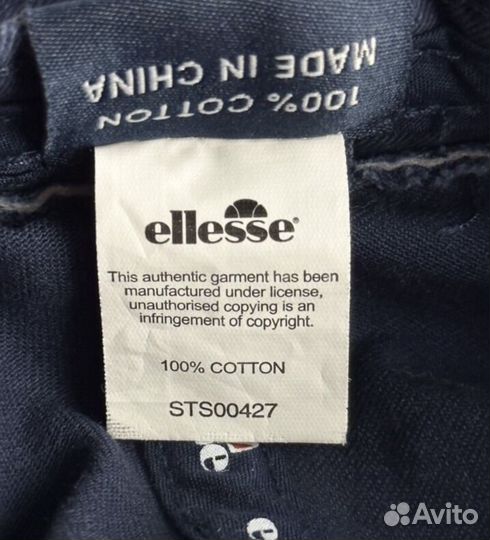 100% COTTON
MADE IN CHINA
ellesse®
This authentic garment has been
manufactured under license,
unauthorised copying is an
infringement of copyright.
100% COTTON
STS00427
e
e
Avito